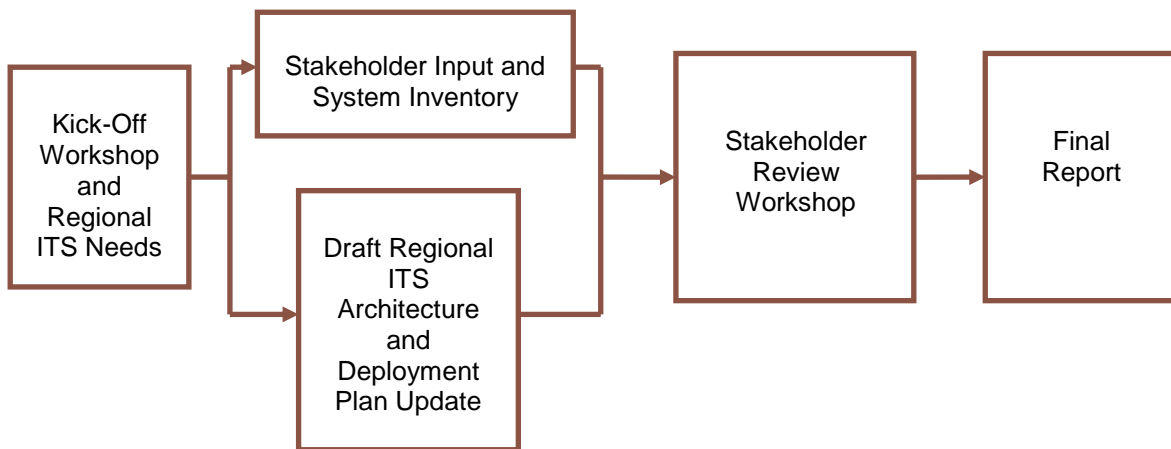 Kick-Off
Workshop
and
Regional
ITS Needs
Stakeholder Input and
System Inventory
Draft Regional
ITS
Architecture
and
Deployment
Plan Update
Stakeholder
Review
Workshop
Final
Report